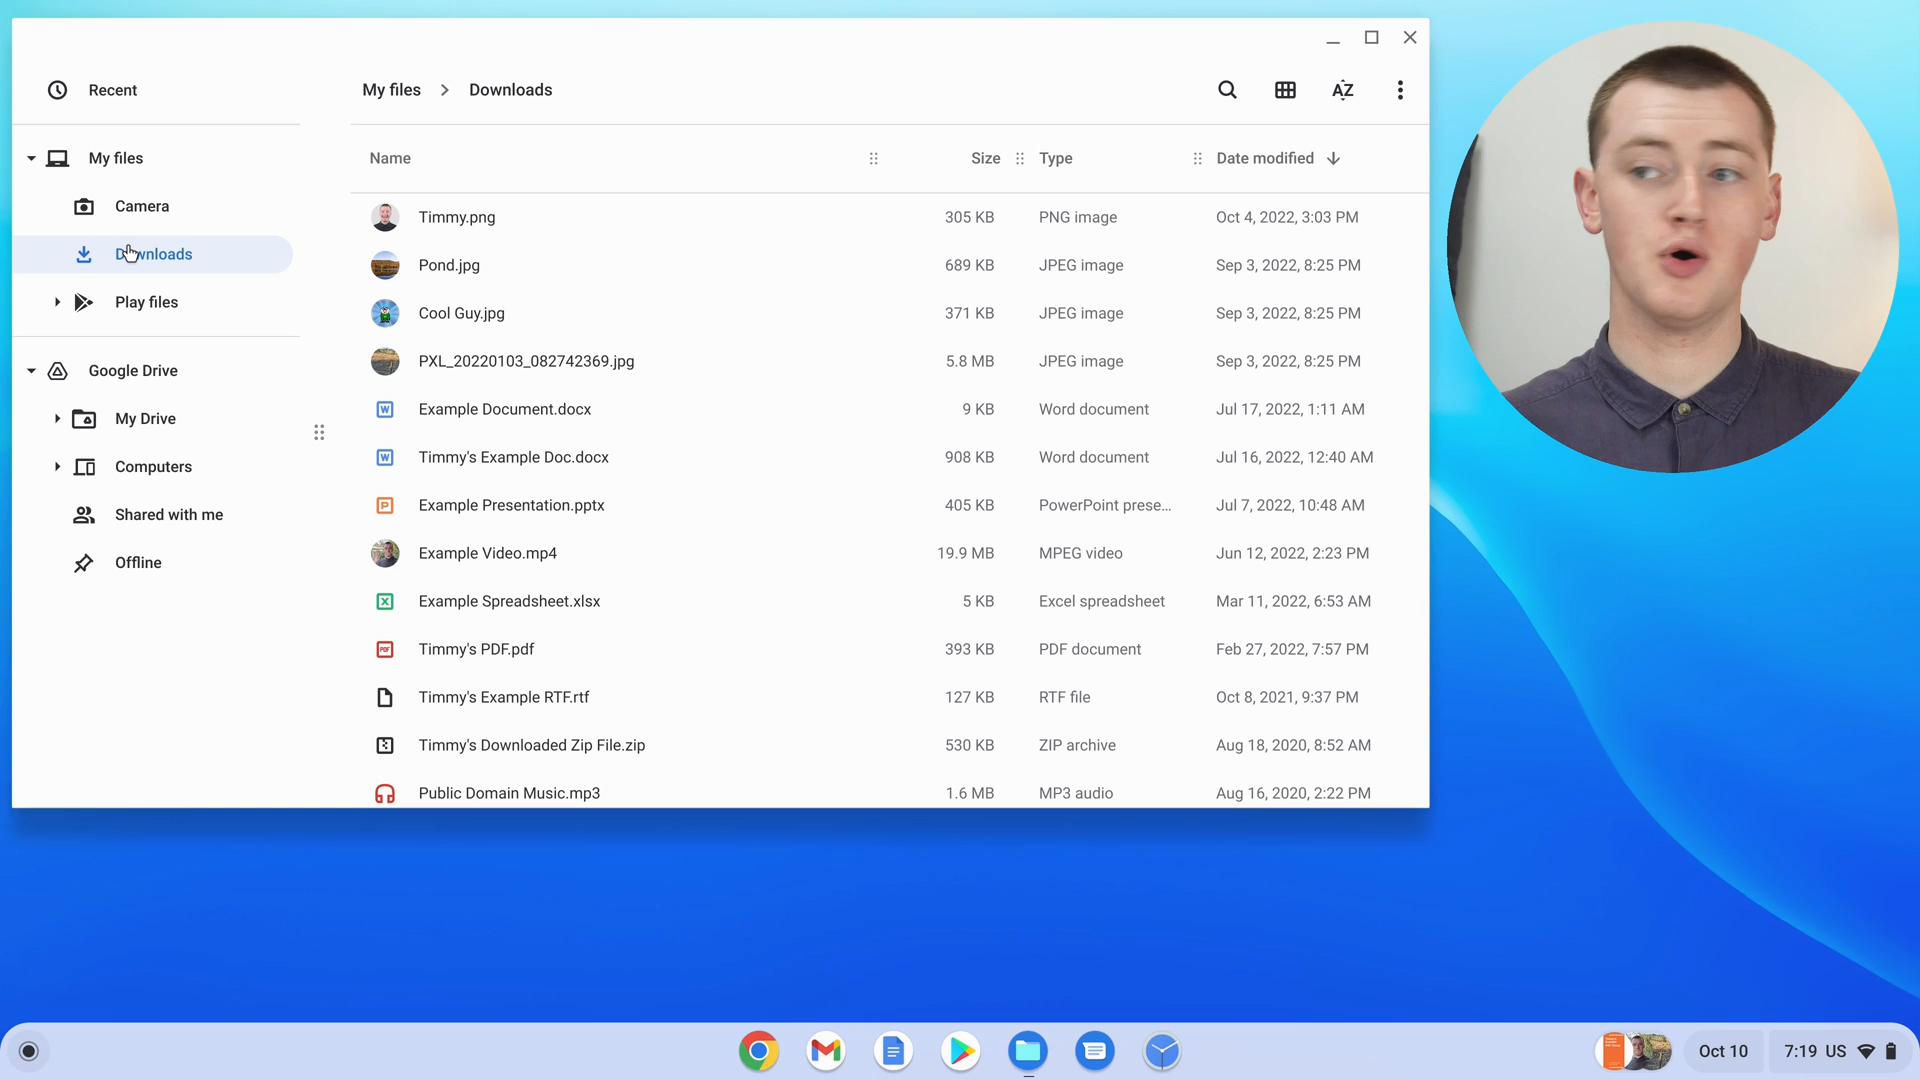 Recent
My files
Camera
Downloads
Play files
Google Drive
My Drive
Computers
Shared with me
Offline
My files > Downloads
AZ
Name Size Type Date modified
Timmy.png 305 KB PNG image Oct 4, 2022, 3:03 PM
Pond.jpg 689 KB JPEG image Sep 3, 2022, 8:25 PM
Cool Guy.jpg 371 KB JPEG image Sep 3, 2022, 8:25 PM
PXL_20220103_082742369.jpg 5.8 MB JPEG image Sep 3, 2022, 8:25 PM
W Example Document.docx 9 KB Word document Jul 17, 2022, 1:11 AM
W Timmy's Example Doc.docx 908 KB Word document Jul 16, 2022, 12:40 AM
P Example Presentation.pptx 405 KB PowerPoint prese... Jul 7, 2022, 10:48 AM
Example Video.mp4 19.9 MB MPEG video Jun 12, 2022, 2:23 PM
X Example Spreadsheet.xlsx 5 KB Excel spreadsheet Mar 11, 2022, 6:53 AM
PDF Timmy's PDF.pdf 393 KB PDF document Feb 27, 2022, 7:57 PM
Timmy's Example RTF.rtf 127 KB RTF file Oct 8, 2021, 9:37 PM
Timmy's Downloaded Zip File.zip 530 KB ZIP archive Aug 18, 2020, 8:52 AM
Public Domain Music.mp3 1.6 MB MP3 audio Aug 16, 2020, 2:22 PM
Oct 10 7:19 US